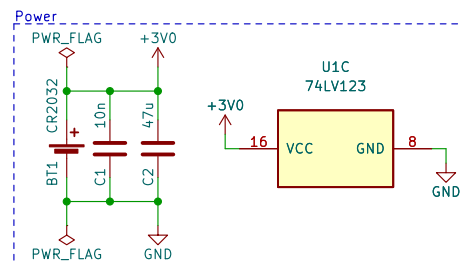 Power
PWR_FLAG
+3V0
CR2032
10n
47u
+
BT1
C1
C2
PWR_FLAG
GND
U1C
74LV123
+3V0
16
VCC
GND
8
GND